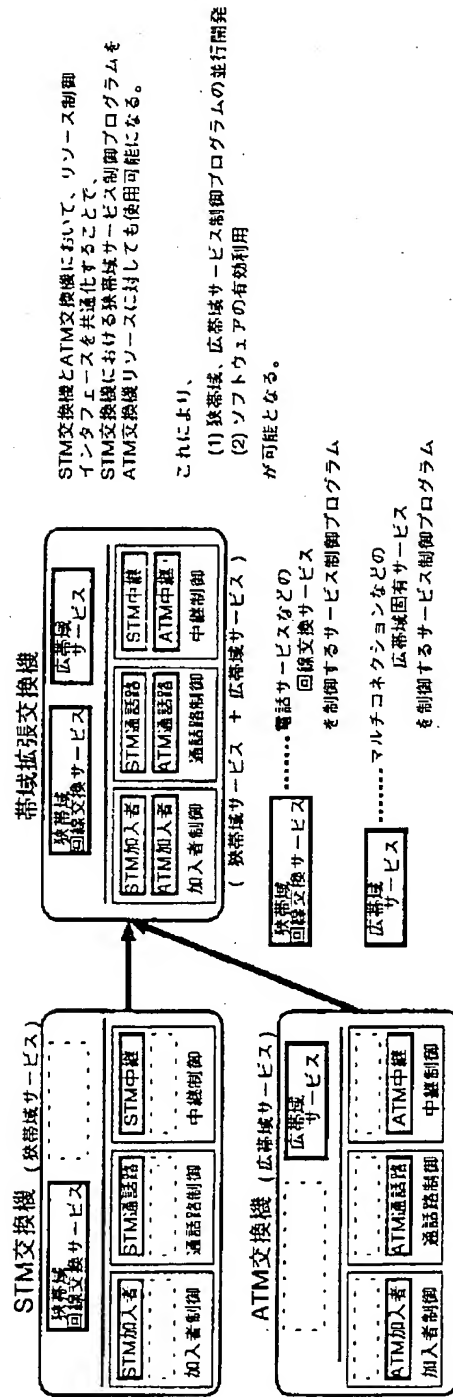 STM交換機 (狭帯域サービス)
狭帯域
回線交換サービス
STM加入者
加入者制御
STM通話路
通話路制御
STM中継
中継制御
ATM交換機 (広帯域サービス)
広帯域
サービス
ATM加入者
加入者制御
ATM通話路
通話路制御
ATM中継
中継制御
帯域拡張交換機
狭帯域
回線交換サービス
広帯域
サービス
STM加入者
ATM加入者
加入者制御
STM通話路
ATM通話路
通話路制御
STM中継
ATM中継
中継制御
(狭帯域サービス + 広帯域サービス)
狭帯域
回線交換サービス
........電話サービスなどの
回線交換サービス
を制御するサービス制御プログラム
広帯域
サービス
........マルチコネクションなどの
広帯域固有サービス
を制御するサービス制御プログラム
STM交換機とATM交換機において、リソース制御
インタフェースを共通化することで、
STM交換機における狭帯域サービス制御プログラムを
ATM交換機リソースに対しても使用可能になる。
これにより、
(1) 狭帯域、広帯域サービス制御プログラムの並行開発
(2) ソフトウェアの有効利用
が可能となる。